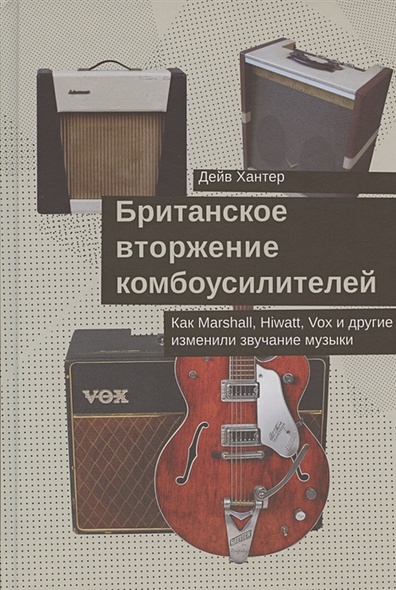 Дейв Хантер
Британское
вторжение
комбоусилителей
Как Marshall, Hiwatt, Vox и другие
изменили звучание музыки
VOX